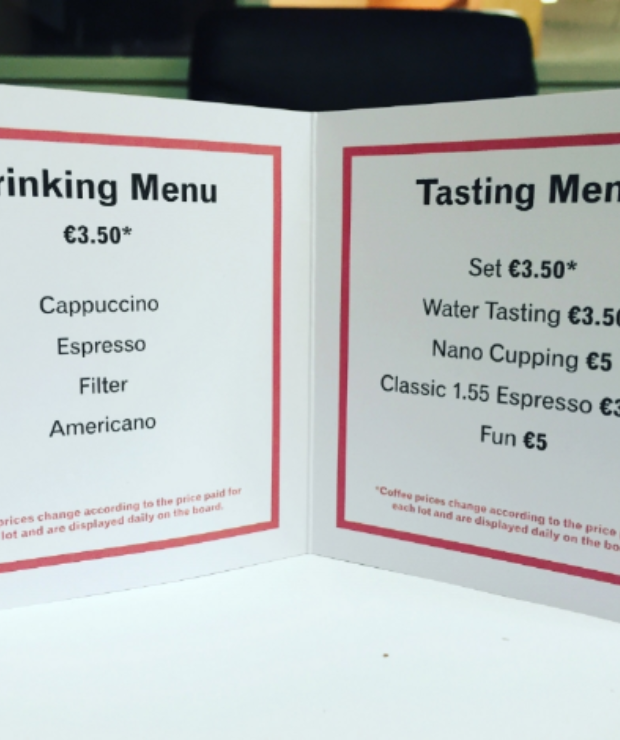 rinking Menu
€3.50*
Cappuccino
Espresso
Filter
Americano
prices change according to the price paid for
lot and are displayed daily on the board.
Tasting Men
Set €3.50*
Water Tasting €3.50
Nano Cupping €5
Classic 1.55 Espresso €3
Fun €5
*Coffee prices change according to the price
each lot and are displayed daily on the bo